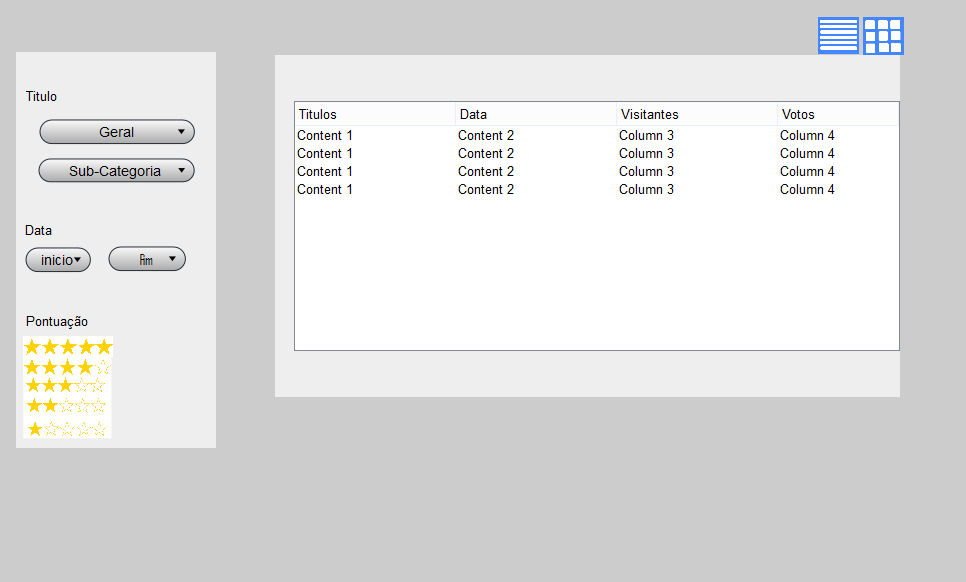 Titulo
Geral
Sub-Categoria
Data
inicio
Pontuação
Titulos Data Visitantes Votos
Content 1 Content 2 Column 3 Column 4
Content 1 Content 2 Column 3 Column 4
Content 1 Content 2 Column 3 Column 4
Content 1 Content 2 Column 3 Column 4